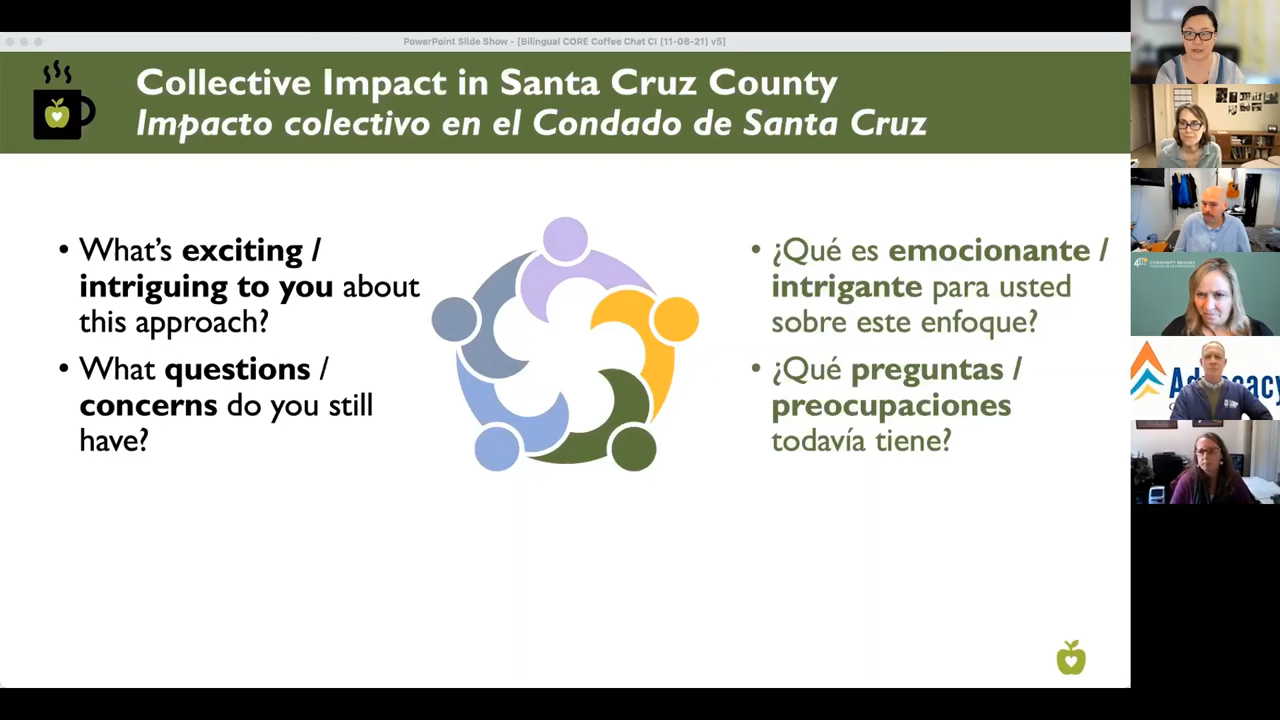 PowerPoint Slide Show - [Bilingual CORE Coffee Chat CI (11-08-21) v5]
Collective Impact in Santa Cruz County
Impacto colectivo en el Condado de Santa Cruz
• What's exciting /
intriguing to you about
this approach?
• What questions /
concerns do you still
have?
• ¿Qué es emocionante /
intrigante para usted
sobre este enfoque?
• ¿Qué preguntas /
preocupaciones
todavía tiene?
COMMUNITY BRIDGES